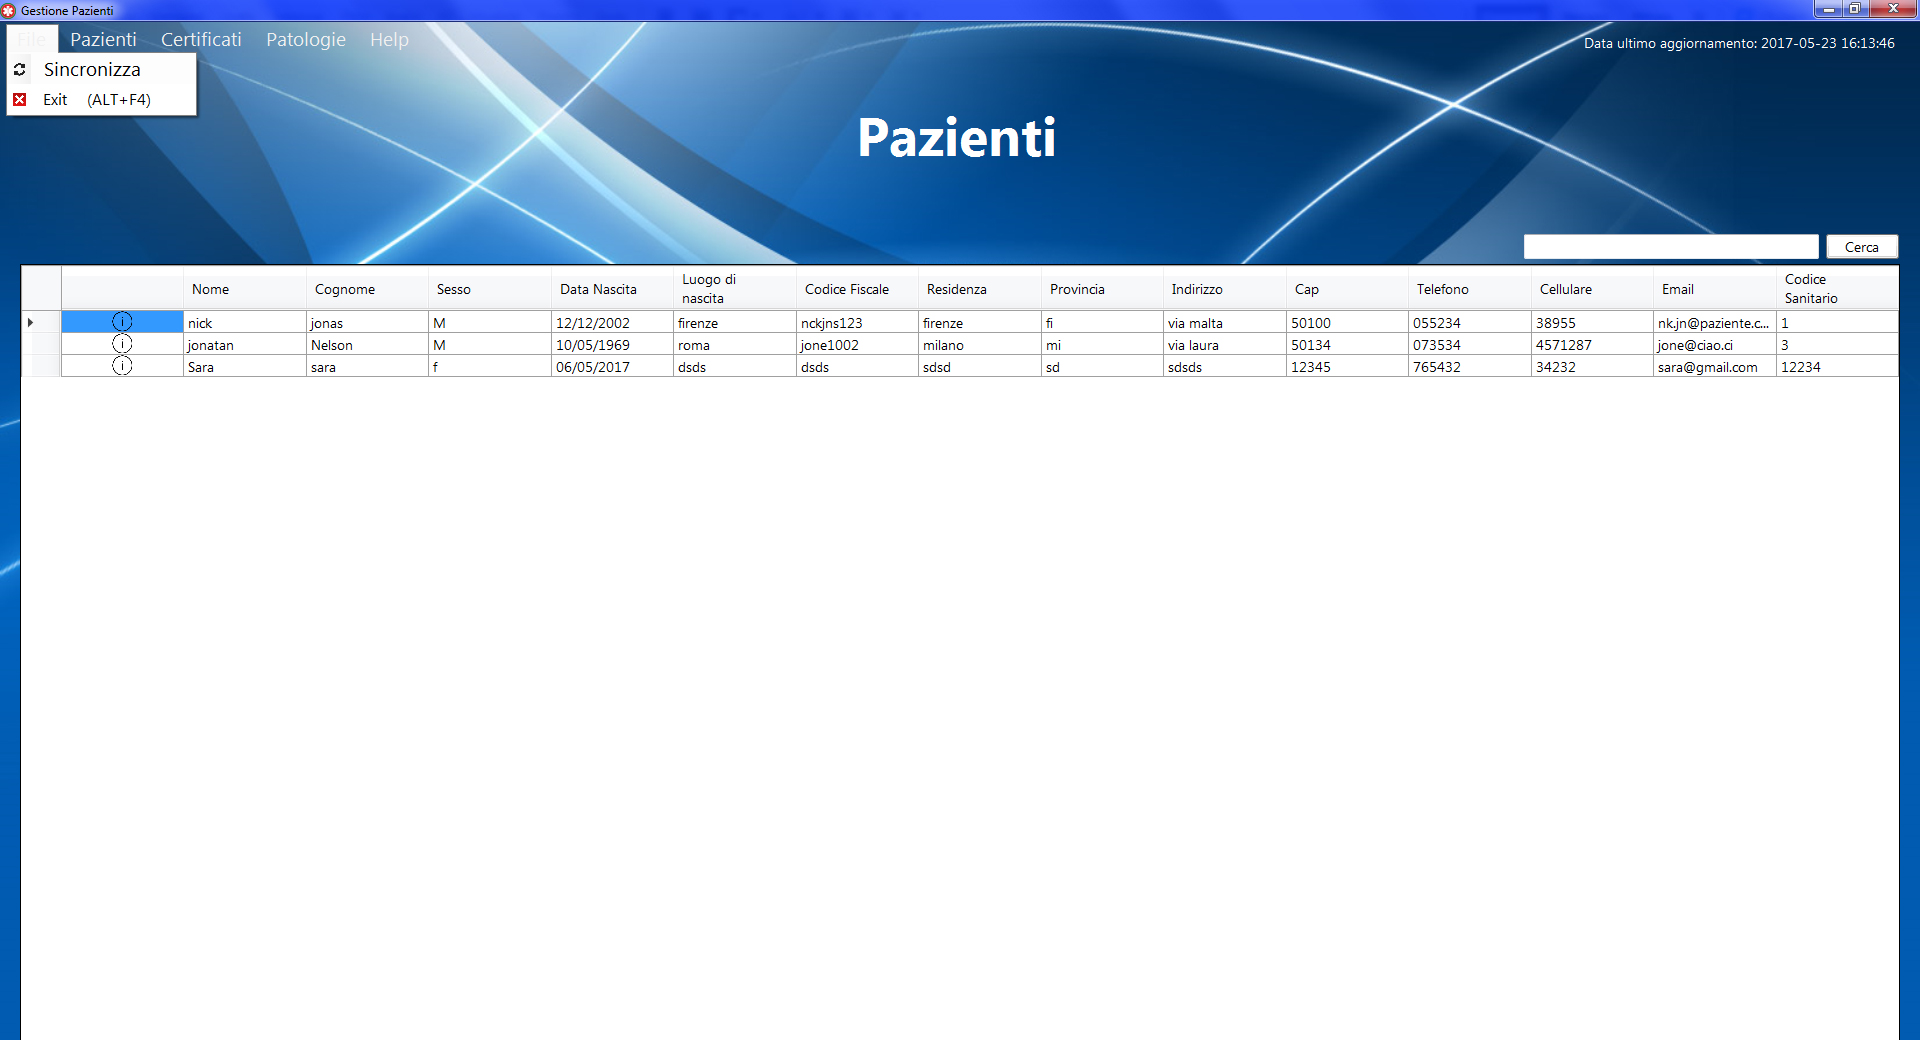 Gestione Pazienti
File Pazienti Certificati Patologie Help
Data ultimo aggiornamento: 2017-05-23 16:13:46
Sincronizza
Exit (ALT+F4)
Pazienti
Cerca
Nome Cognome Sesso Data Nascita Luogo di nascita Codice Fiscale Residenza Provincia Indirizzo Cap Telefono Cellulare Email Codice Sanitario
nick jonas M 12/12/2002 firenze nckjns123 firenze fi via malta 50100 055234 38955 nk.jn@paziente.c... 1
jonatan Nelson M 10/05/1969 roma jone1002 milano mi via laura 50134 073534 4571287 jone@ciao.ci 3
Sara sara f 06/05/2017 dsds dsds sdsd sd sdsds 12345 765432 34232 sara@gmail.com 12234